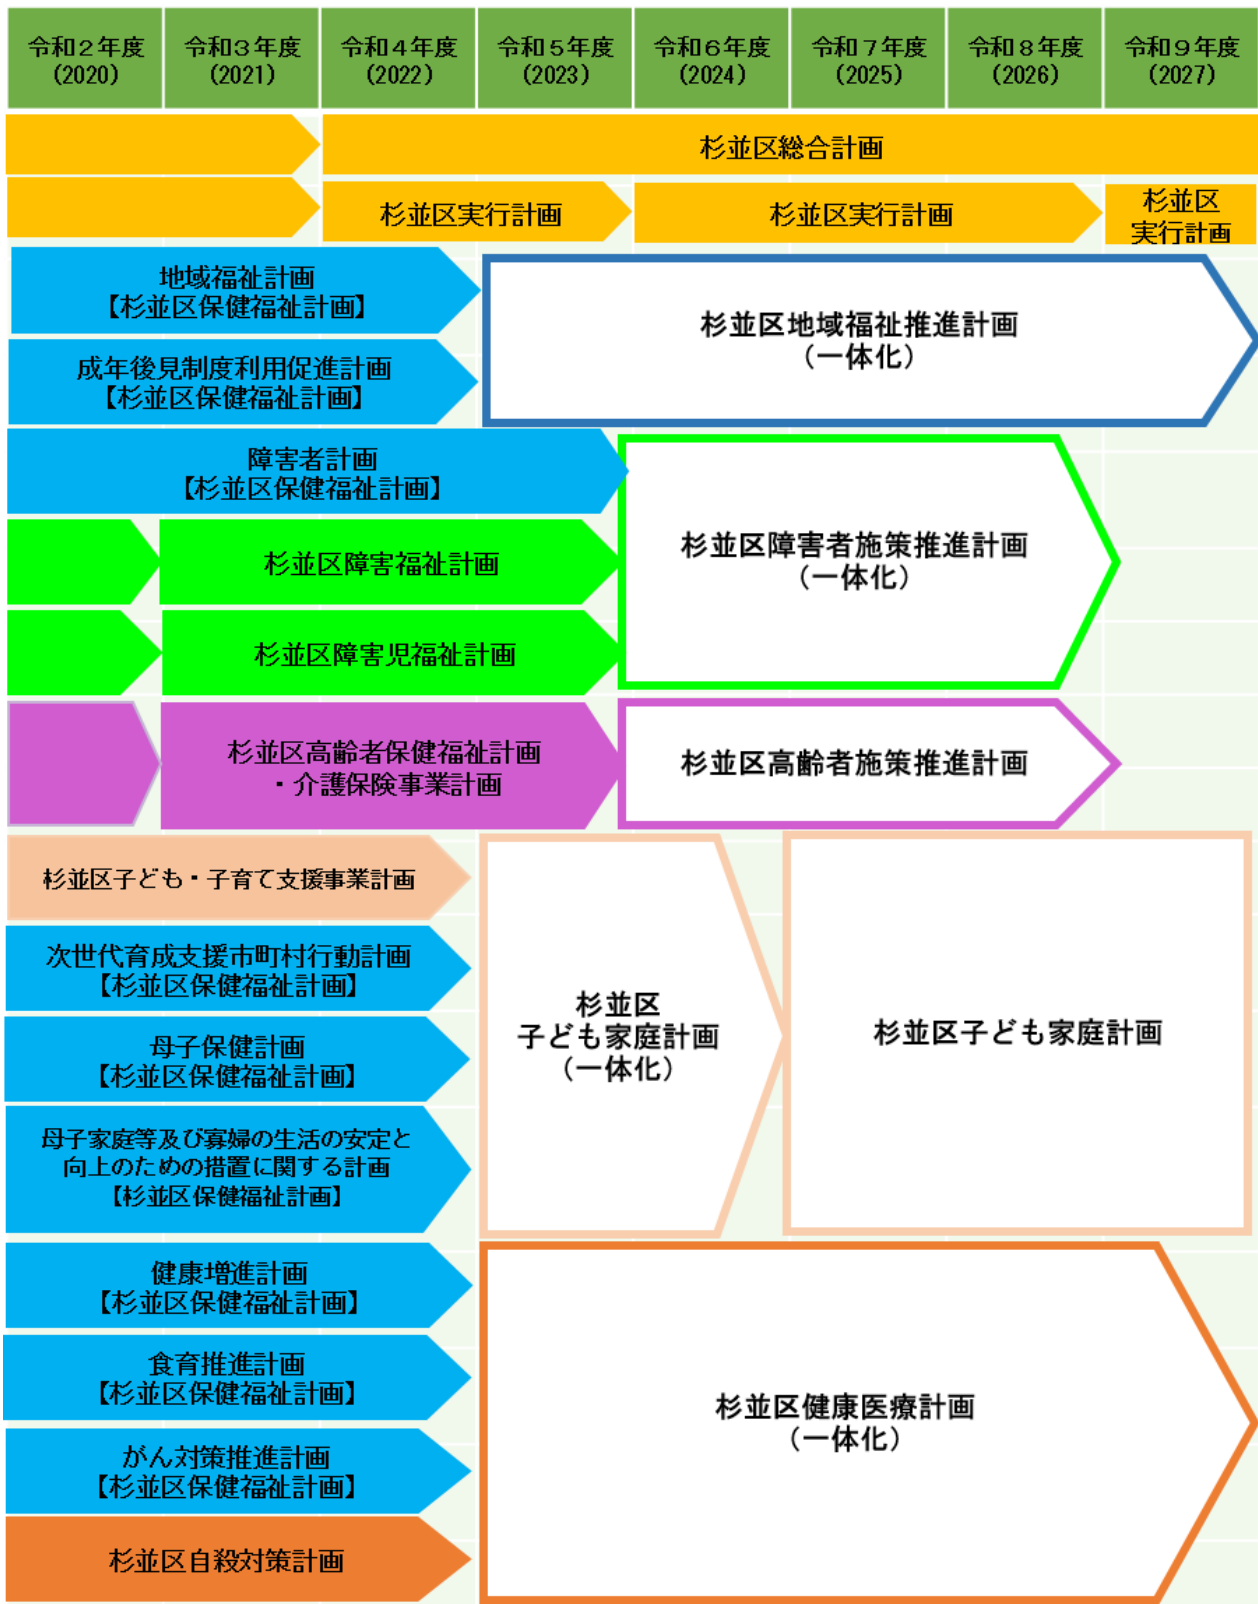 令和2年度
(2020)
令和3年度
(2021)
令和4年度
(2022)
令和5年度
(2023)
令和6年度
(2024)
令和7年度
(2025)
令和8年度
(2026)
令和9年度
(2027)
杉並区総合計画
杉並区実行計画
杉並区実行計画
杉並区
実行計画
地域福祉計画
【杉並区保健福祉計画】
成年後見制度利用促進計画
【杉並区保健福祉計画】
杉並区地域福祉推進計画
(一体化)
障害者計画
【杉並区保健福祉計画】
杉並区障害福祉計画
杉並区障害児福祉計画
杉並区障害者施策推進計画
(一体化)
杉並区高齢者保健福祉計画
・介護保険事業計画
杉並区高齢者施策推進計画
杉並区子ども・子育て支援事業計画
次世代育成支援市町村行動計画
【杉並区保健福祉計画】
母子保健計画
【杉並区保健福祉計画】
母子家庭等及び寡婦の生活の安定と
向上のための措置に関する計画
【杉並区保健福祉計画】
杉並区
子ども家庭計画
(一体化)
杉並区子ども家庭計画
健康増進計画
【杉並区保健福祉計画】
食育推進計画
【杉並区保健福祉計画】
がん対策推進計画
【杉並区保健福祉計画】
杉並区自殺対策計画
杉並区健康医療計画
(一体化)